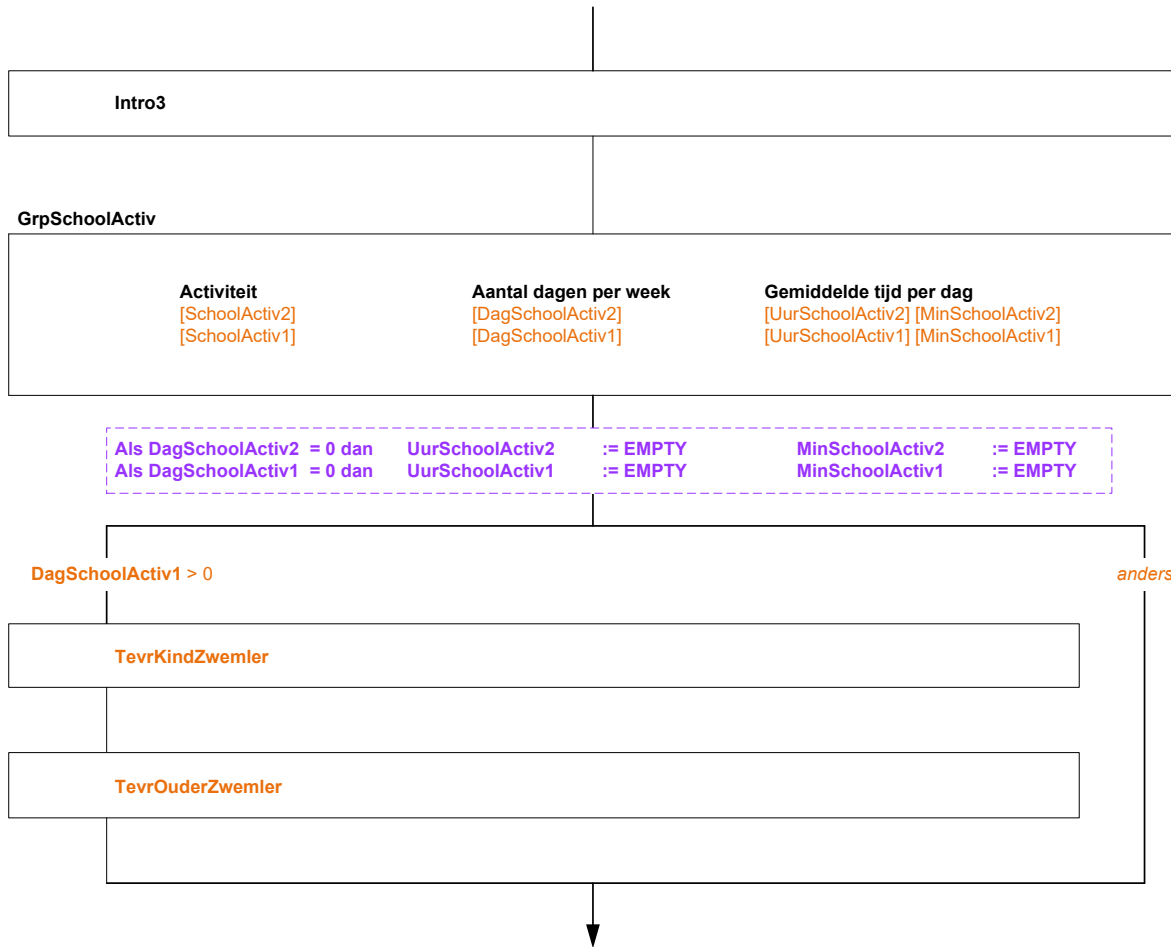 Intro3
GrpSchoolActiv
Activiteit Aantal dagen per week Gemiddelde tijd per dag
[SchoolActiv2] [DagSchoolActiv2] [UurSchoolActiv2] [MinSchoolActiv2]
[SchoolActiv1] [DagSchoolActiv1] [UurSchoolActiv1] [MinSchoolActiv1]
Als DagSchoolActiv2 = 0 dan UurSchoolActiv2 := EMPTY MinSchoolActiv2 := EMPTY
Als DagSchoolActiv1 = 0 dan UurSchoolActiv1 := EMPTY MinSchoolActiv1 := EMPTY
DagSchoolActiv1 > 0 anders
TevrKindZwemler
TevrOuderZwemler